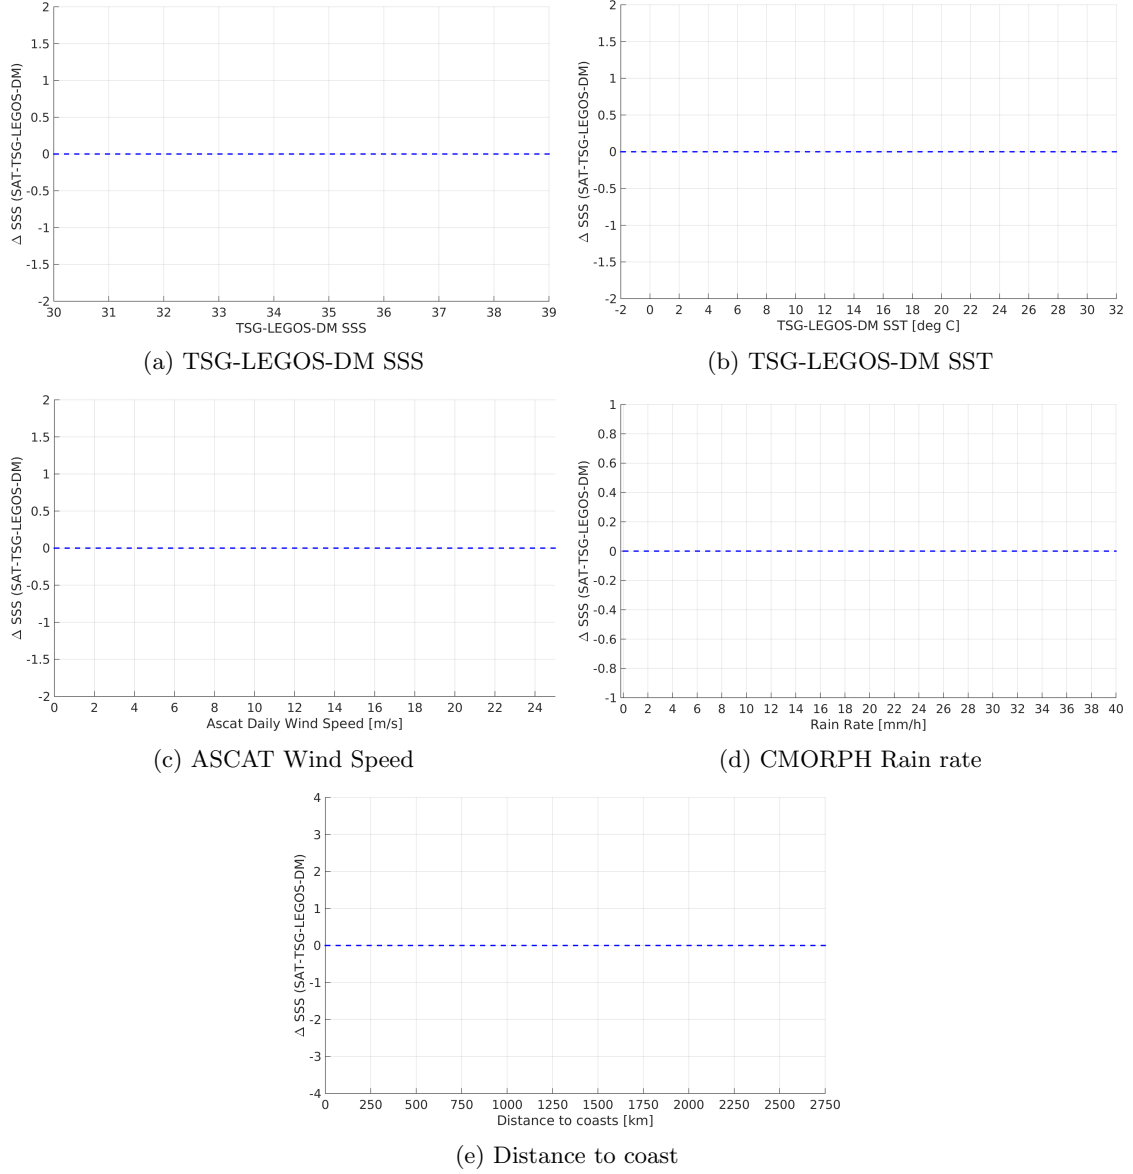 2
1.5
1
0.5
0
-0.5
-1
-1.5
-2
Δ SSS (SAT-TSG-LEGOS-DM)
30 31 32 33 34 35 36 37 38 39
TSG-LEGOS-DM SSS
(a) TSG-LEGOS-DM SSS
2
1.5
1
0.5
0
-0.5
-1
-1.5
-2
Δ SSS (SAT-TSG-LEGOS-DM)
-2 0 2 4 6 8 10 12 14 16 18 20 22 24 26 28 30 32
TSG-LEGOS-DM SST [deg C]
(b) TSG-LEGOS-DM SST
2
1.5
1
0.5
0
-0.5
-1
-1.5
-2
Δ SSS (SAT-TSG-LEGOS-DM)
0 2 4 6 8 10 12 14 16 18 20 22 24
Ascat Daily Wind Speed [m/s]
(c) ASCAT Wind Speed
1
0.8
0.6
0.4
0.2
0
-0.2
-0.4
-0.6
-0.8
-1
Δ SSS (SAT-TSG-LEGOS-DM)
0 2 4 6 8 10 12 14 16 18 20 22 24 26 28 30 32 34 36 38 40
Rain Rate [mm/h]
(d) CMORPH Rain rate
4
3
2
1
0
-1
-2
-3
-4
Δ SSS (SAT-TSG-LEGOS-DM)
0 250 500 750 1000 1250 1500 1750 2000 2250 2500 2750
Distance to coasts [km]
(e) Distance to coast